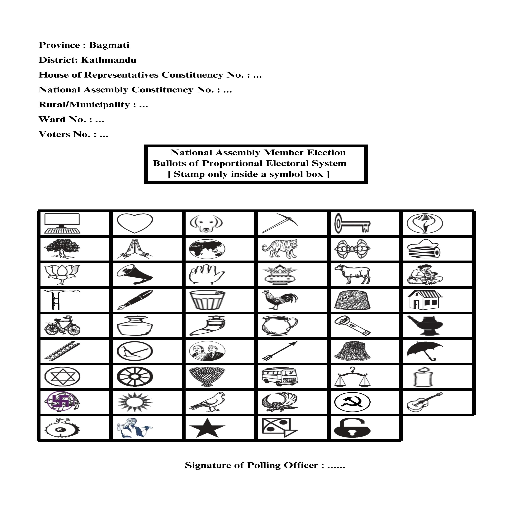 Province : Bagmati
District: Kathmandu
House of Representatives Constituency No. : ...
National Assembly Constituency No. : ...
Rural/Municipality : ...
Ward No. : ...
Voters No. : ...
National Assembly Member Election
Ballots of Proportional Electoral System
[ Stamp only inside a symbol box ]
Signature of Polling Officer : ......